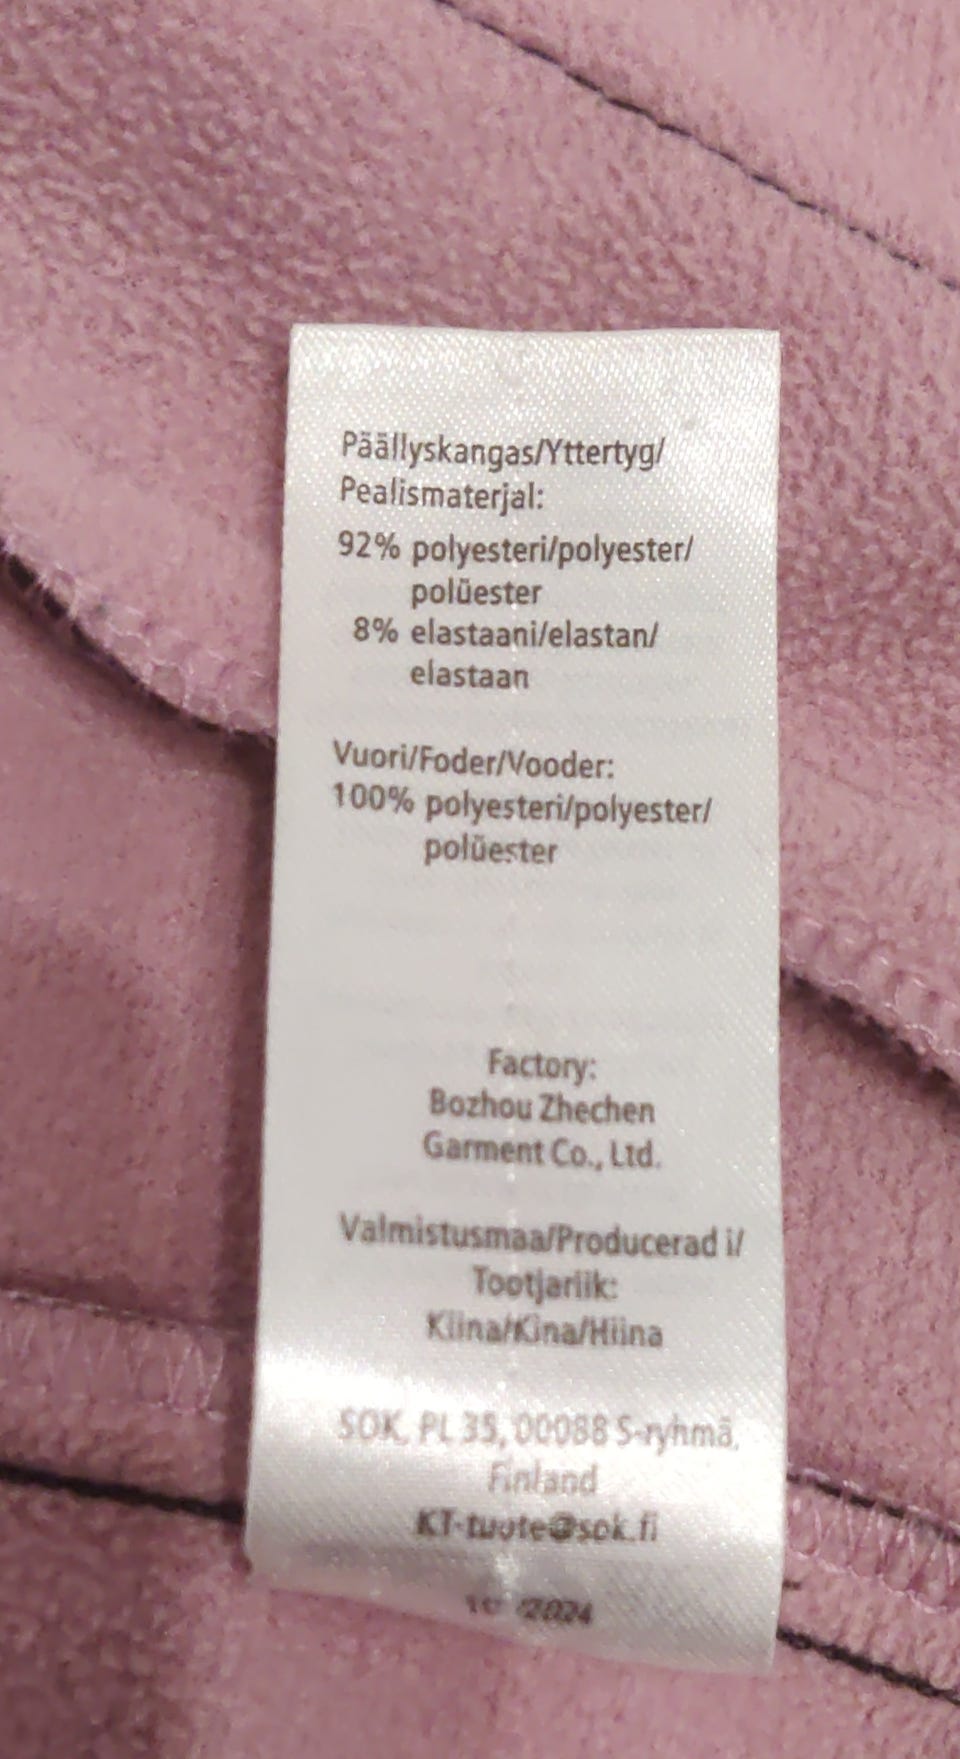 Päällyskangas/Yttertyg/
Pealismaterjal:
92% polyesteri/polyester/
polüester
8% elastaani/elastan/
elastaan
Vuori/Foder/Vooder:
100% polyesteri/polyester/
polüester
Factory:
Bozhou Zhechen
Garment Co., Ltd.
Valmistusmaa/Producerad i/
Tootjariik:
Kiina/Kina/Hiina
SOK, PL 35, 00088 S-ryhmä,
Finland
KT-tuote@sok.fi
2024